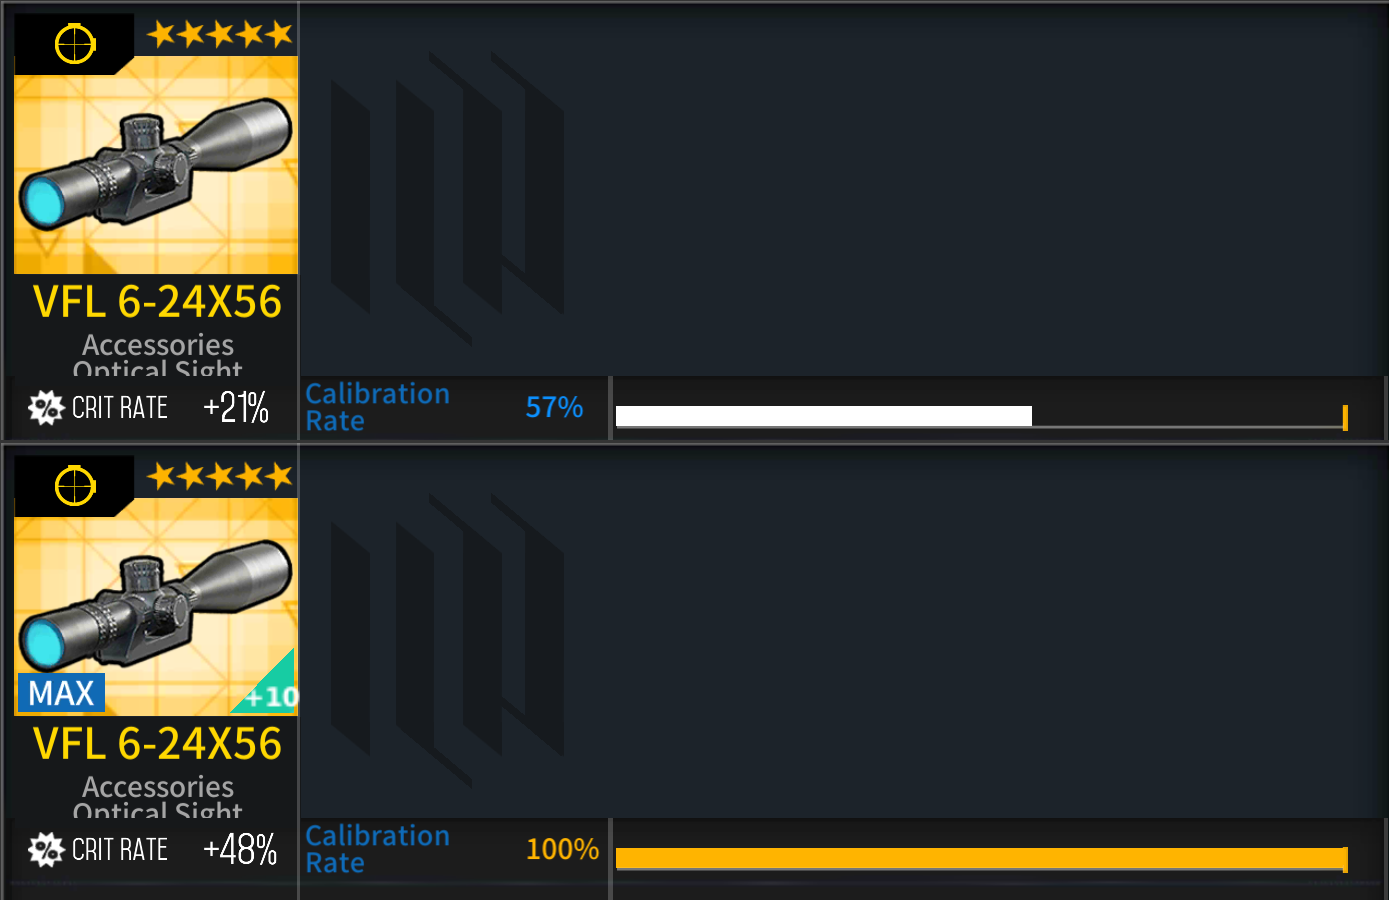 VFL 6-24X56
Accessories
Optical Sight
CRIT RATE +21%
Calibration
Rate
57%
MAX
+10
VFL 6-24X56
Accessories
Optical Sight
CRIT RATE +48%
Calibration
Rate
100%